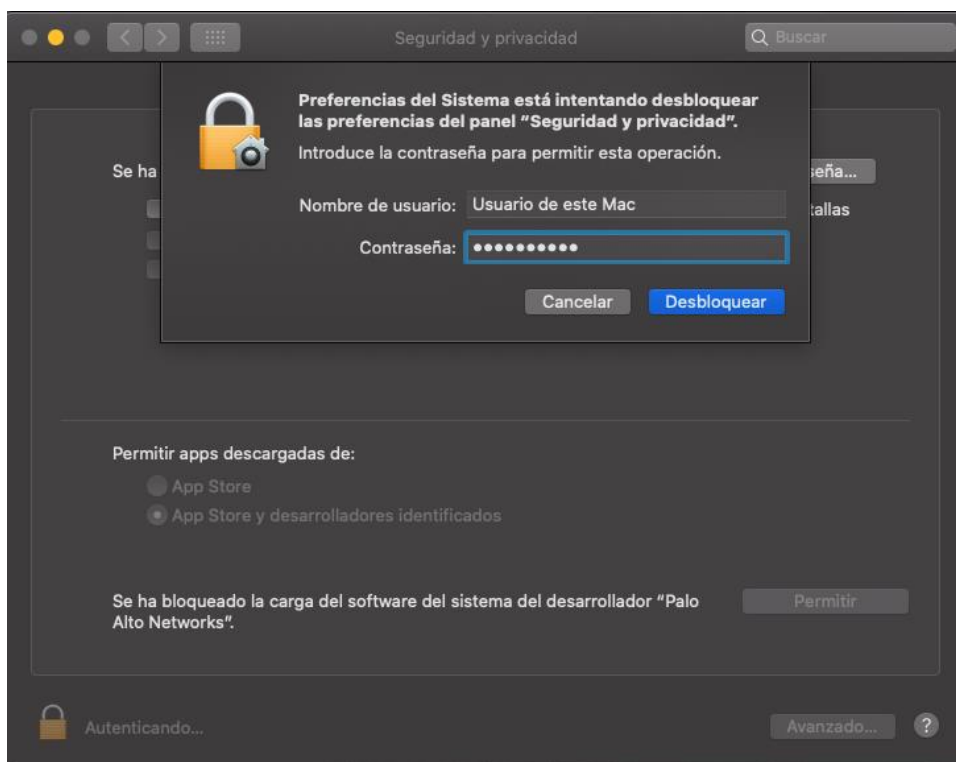 Seguridad y privacidad
Buscar
Preferencias del Sistema está intentando desbloquear
las preferencias del panel “Seguridad y privacidad”.
Introduce la contraseña para permitir esta operación.
Se ha
seña...
Nombre de usuario: Usuario de este Mac
tallas
Contraseña: ••••••••••
Cancelar
Desbloquear
Permitir apps descargadas de:
App Store
App Store y desarrolladores identificados
Se ha bloqueado la carga del software del sistema del desarrollador “Palo
Alto Networks”.
Permitir
Autenticando...
Avanzado...
?